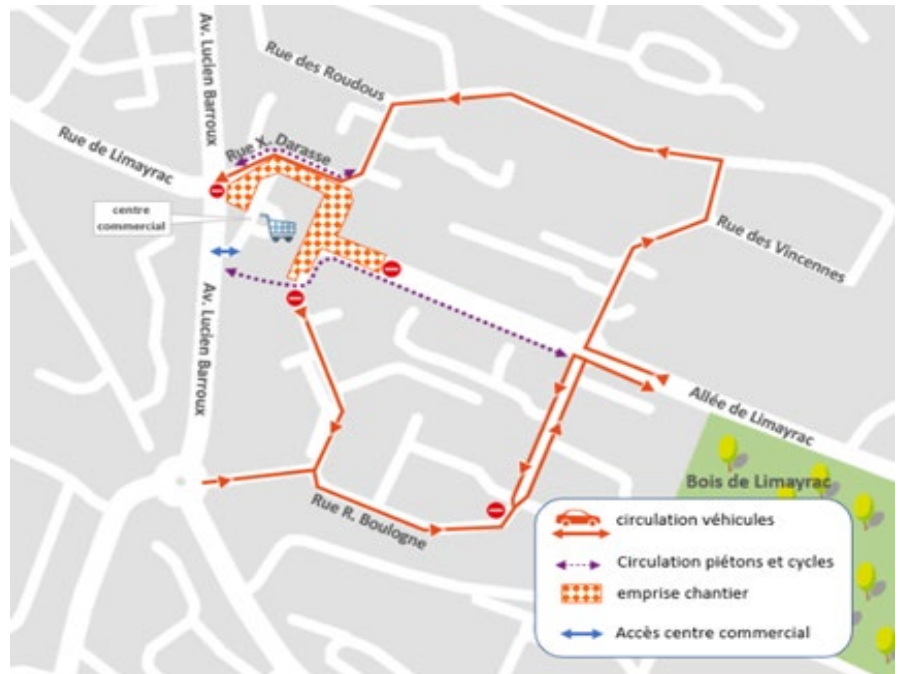 Av. Lucien Barroux
Rue des Roudous
Rue de Limayrac
Rue X. Darasse
centre
commercial
Rue des Vincennes
Av. Lucien Barroux
Allée de Limayrac
Bois de Limayrac
Rue R. Boulogne
circulation véhicules
Circulation piétons et cycles
emprise chantier
Accès centre commercial